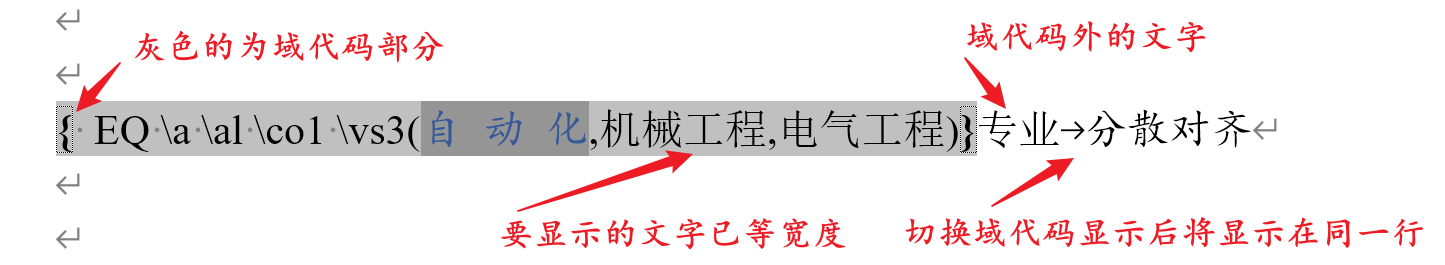 灰色的为域代码部分
域代码外的文字
{ EQ \a \al \co1 \vs3(自 动 化,机械工程,电气工程)}专业→分散对齐
要显示的文字已等宽度
切换域代码显示后将显示在同一行